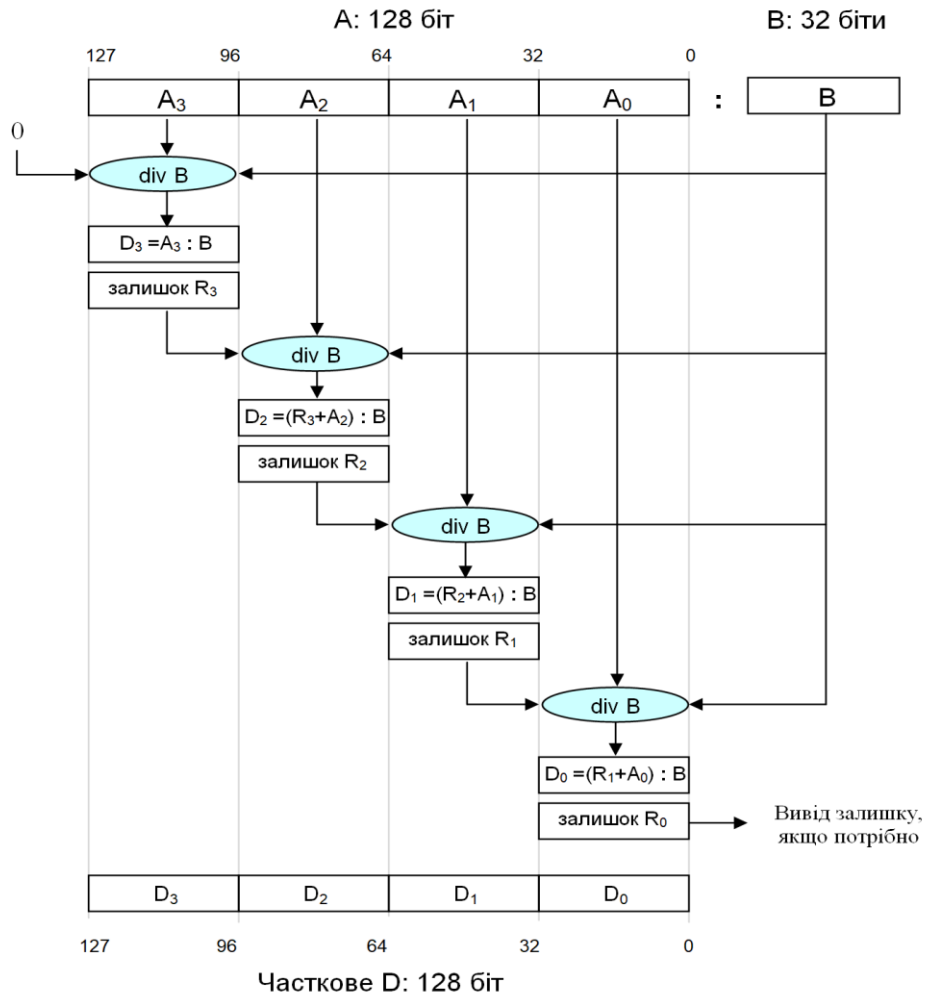 A: 128 біт B: 32 біти
127 96 64 32 0
A₃ A₂ A₁ A₀ : B
0
div B
D₃ =A₃ : B
залишок R₃
div B
D₂ =(R₃+A₂) : B
залишок R₂
div B
D₁ =(R₂+A₁) : B
залишок R₁
div B
D₀ =(R₁+A₀) : B
залишок R₀
Вивід залишку,
якщо потрібно
D₃ D₂ D₁ D₀
127 96 64 32 0
Часткове D: 128 біт